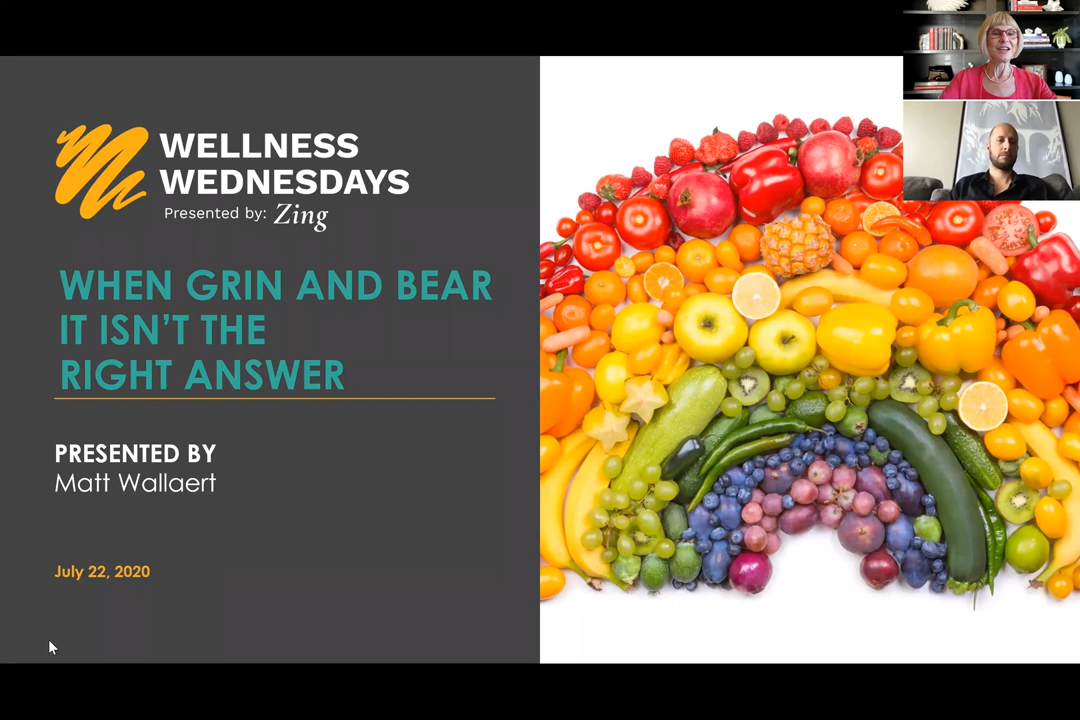 WELLNESS
WEDNESDAYS
Presented by: Zing
WHEN GRIN AND BEAR
IT ISN'T THE
RIGHT ANSWER
PRESENTED BY
Matt Wallaert
July 22, 2020